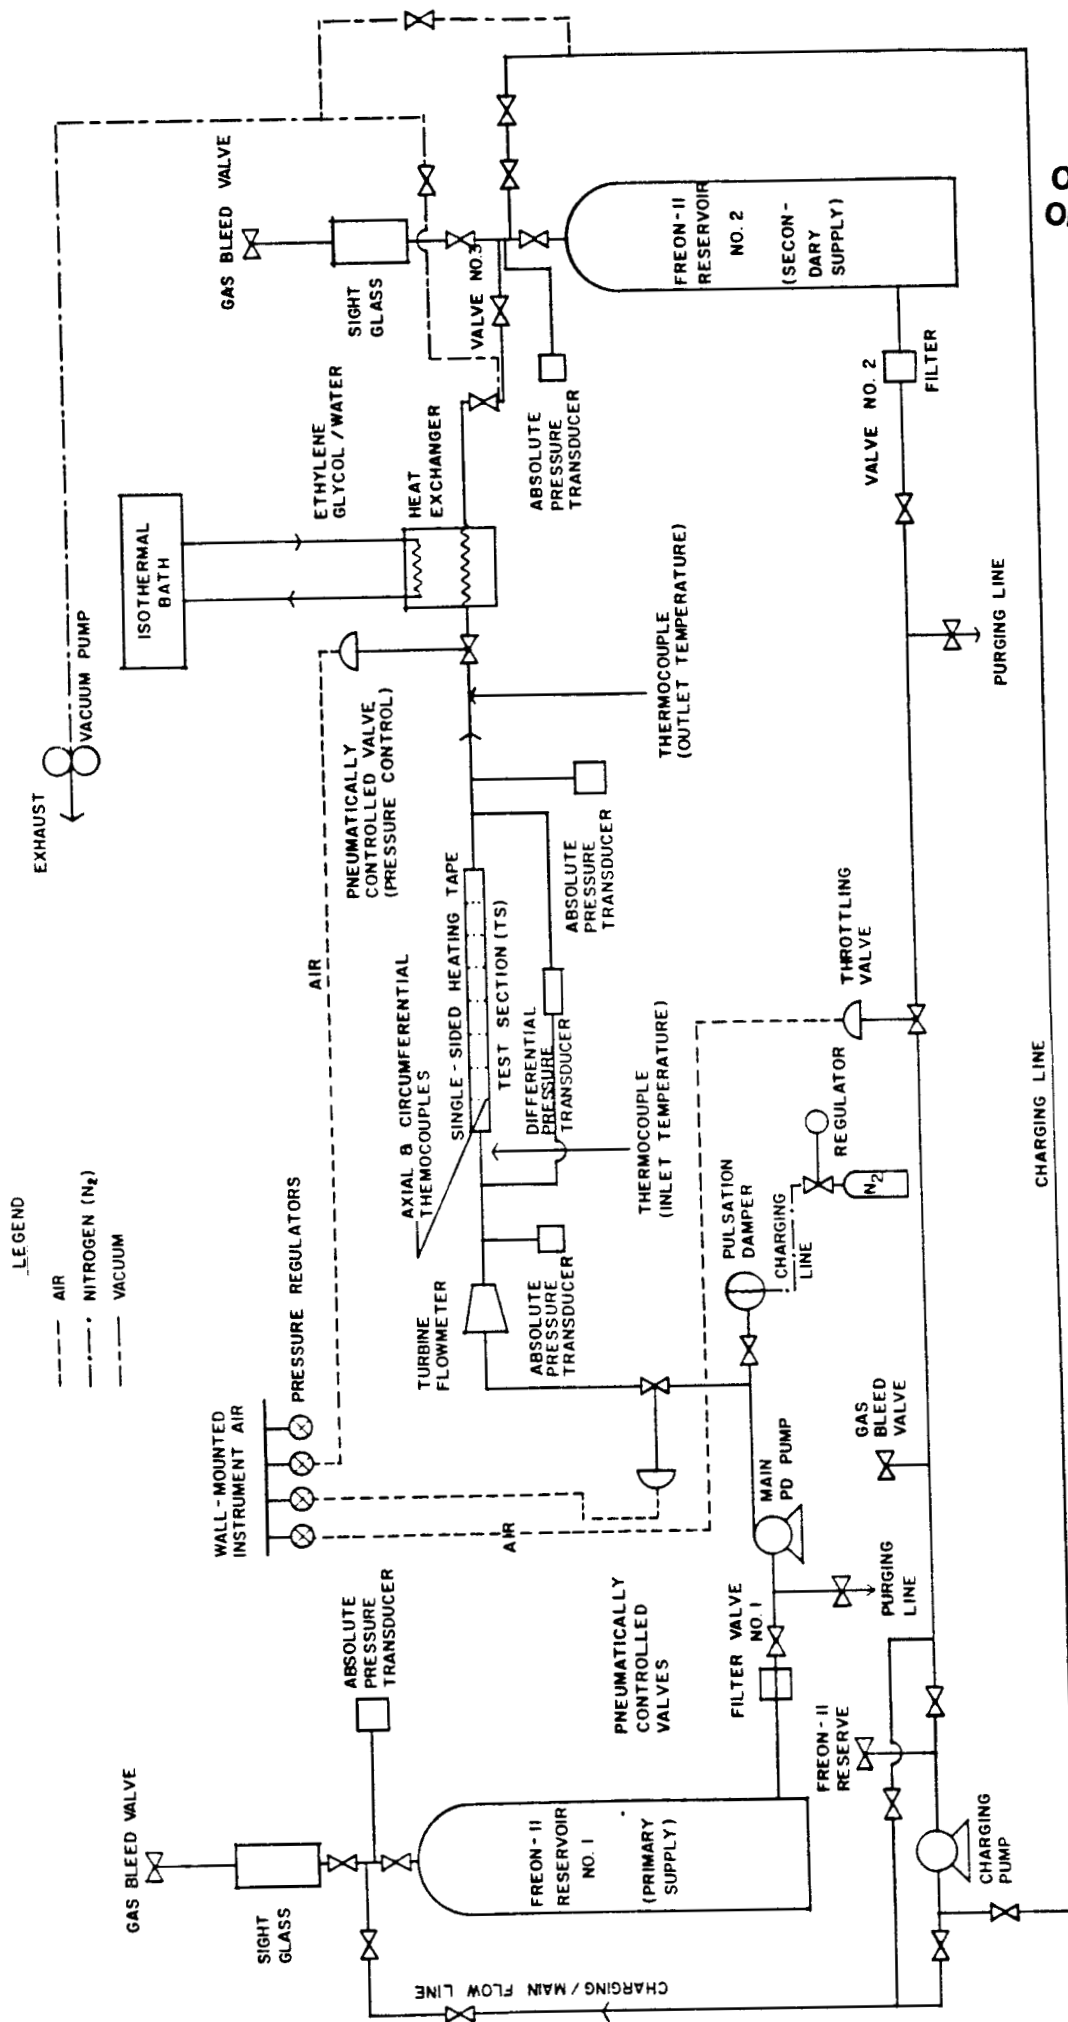 LEGEND
AIR
NITROGEN (N2)
VACUUM
EXHAUST
VACUUM PUMP
ISOTHERMAL
BATH
ETHYLENE
GLYCOL/WATER
HEAT
EXCHANGER
GAS BLEED VALVE
SIGHT
GLASS
VALVE NO.3
ABSOLUTE
PRESSURE
TRANSDUCER
FREON-11
RESERVOIR
NO.2
(SECON-
DARY
SUPPLY)
VALVE NO. 2
FILTER
PURGING LINE
THERMOCOUPLE
(OUTLET TEMPERATURE)
PNEUMATICALLY
CONTROLLED VALVE
(PRESSURE CONTROL)
AIR
ABSOLUTE
PRESSURE
TRANSDUCER
AXIAL & CIRCUMFERENTIAL
THEMOCOUPLES
SINGLE-SIDED HEATING TAPE
TEST SECTION (TS)
DIFFERENTIAL
PRESSURE
TRANSDUCER
THERMOCOUPLE
(INLET TEMPERATURE)
THROTTLING
VALVE
REGULATOR
N2
PULSATION
DAMPER
CHARGING
LINE
CHARGING LINE
PRESSURE REGULATORS
WALL-MOUNTED
INSTRUMENT AIR
TURBINE
FLOWMETER
ABSOLUTE
PRESSURE
TRANSDUCER
AIR
GAS
BLEED
VALVE
MAIN
PD PUMP
PURGING
LINE
PNEUMATICALLY
CONTROLLED
VALVES
FILTER VALVE
NO.1
ABSOLUTE
PRESSURE
TRANSDUCER
FREON-11
RESERVE
GAS BLEED VALVE
SIGHT
GLASS
FREON-11
RESERVOIR
NO.1
(PRIMARY
SUPPLY)
CHARGING
PUMP
CHARGING/MAIN FLOW LINE